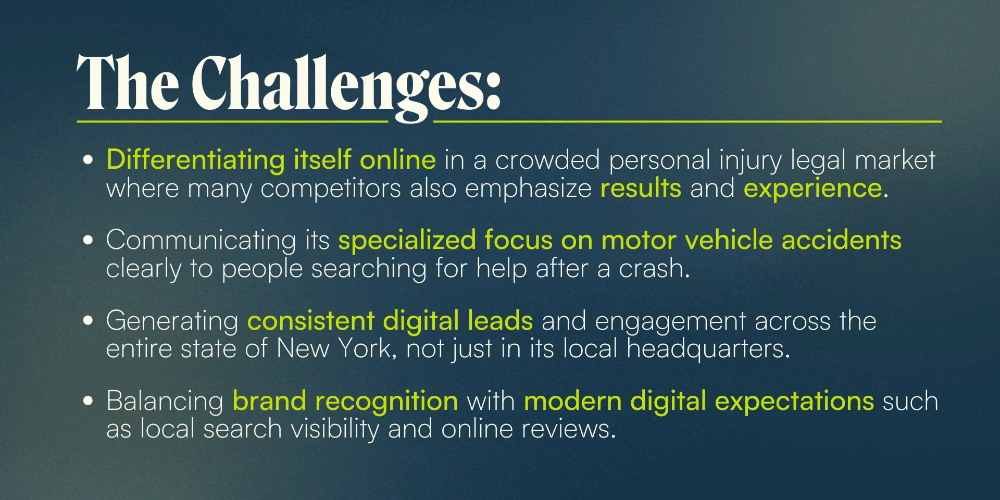 The Challenges:
• Differentiating itself online in a crowded personal injury legal market
where many competitors also emphasize results and experience.
• Communicating its specialized focus on motor vehicle accidents
clearly to people searching for help after a crash.
• Generating consistent digital leads and engagement across the
entire state of New York, not just in its local headquarters.
• Balancing brand recognition with modern digital expectations such
as local search visibility and online reviews.